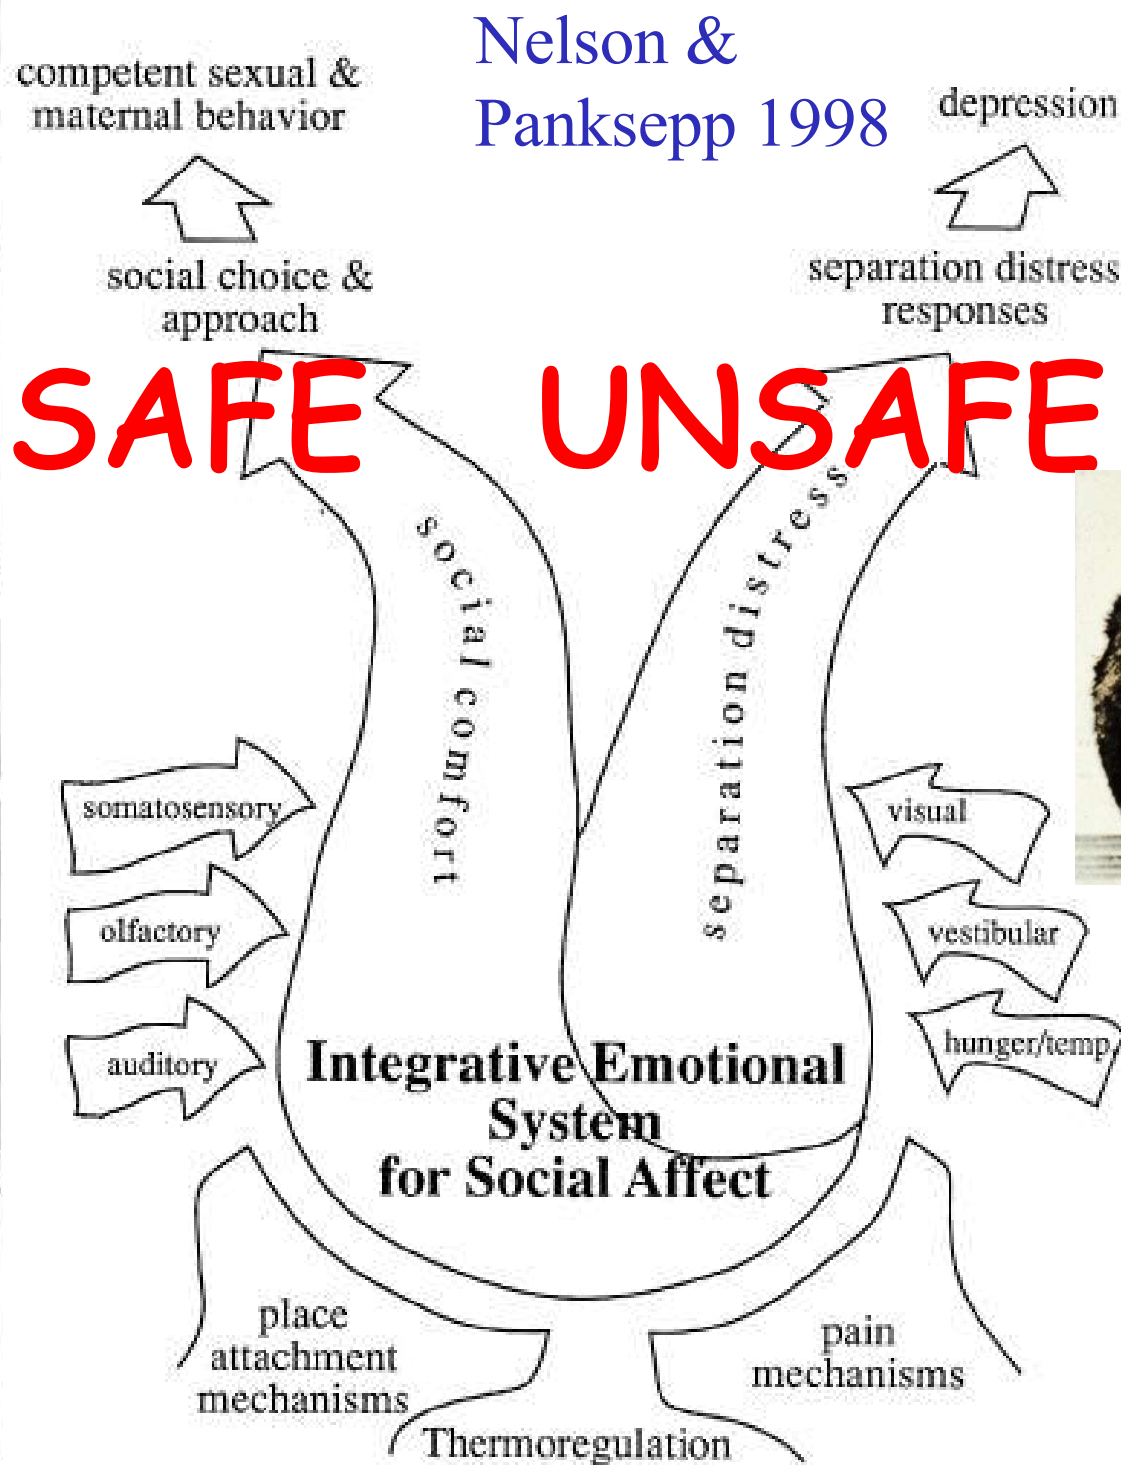 Nelson &
Panksepp 1998
competent sexual &
maternal behavior
depression
social choice &
approach
separation distress
responses
SAFE
UNSAFE
social comfort
separation distress
somatosensory
olfactory
auditory
visual
vestibular
hunger/temp.
Integrative Emotional
System
for Social Affect
place
attachment
mechanisms
pain
mechanisms
Thermoregulation